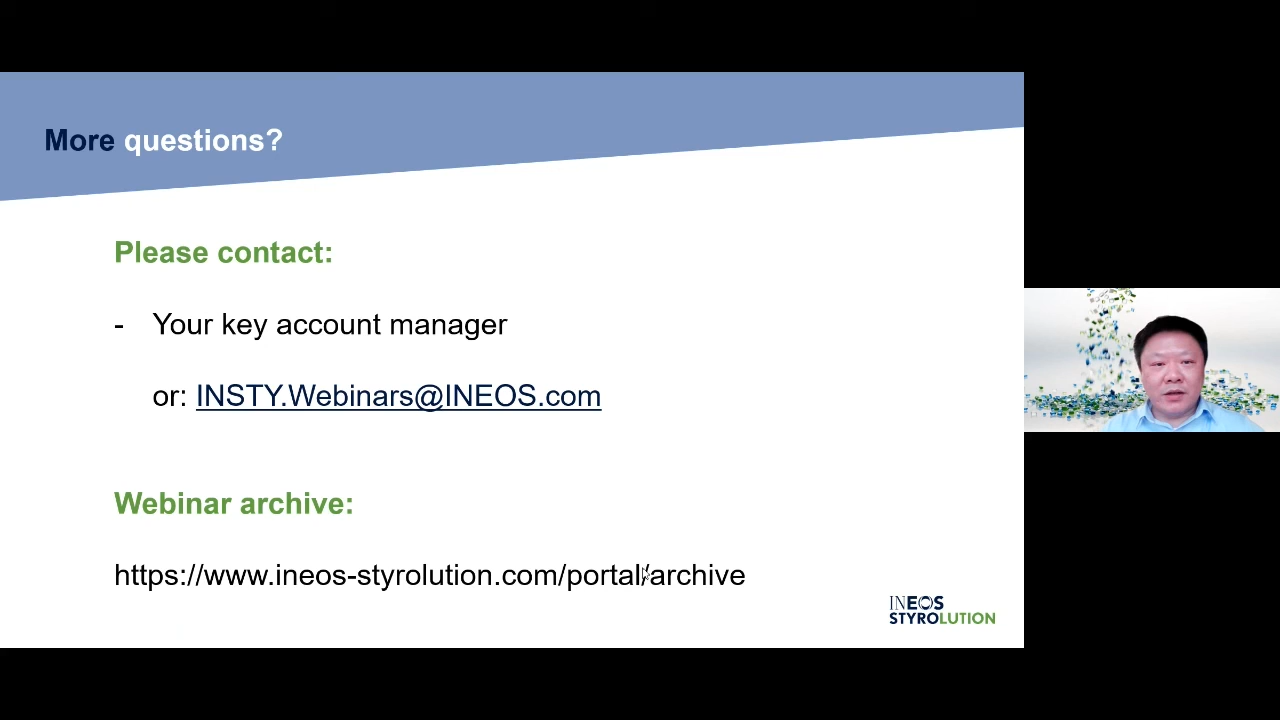 More questions?
Please contact:
- Your key account manager
or: INSTY.Webinars@INEOS.com
Webinar archive:
https://www.ineos-styrolution.com/portal/archive
INEOS
STYROLUTION